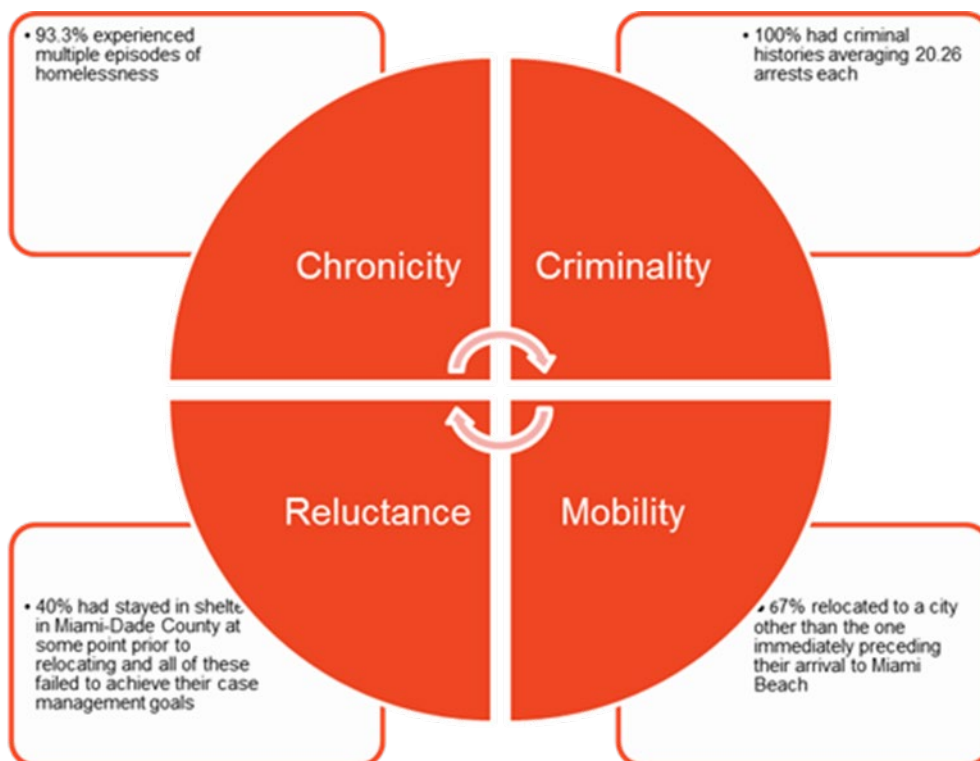 • 93.3% experienced
multiple episodes of
homelessness
• 100% had criminal
histories averaging 20.26
arrests each
Chronicity
Criminality
Reluctance
Mobility
• 40% had stayed in shelte
in Miami-Dade County at
some point prior to
relocating and all of these
failed to achieve their case
management goals
• 67% relocated to a city
other than the one
immediately preceding
their arrival to Miami
Beach